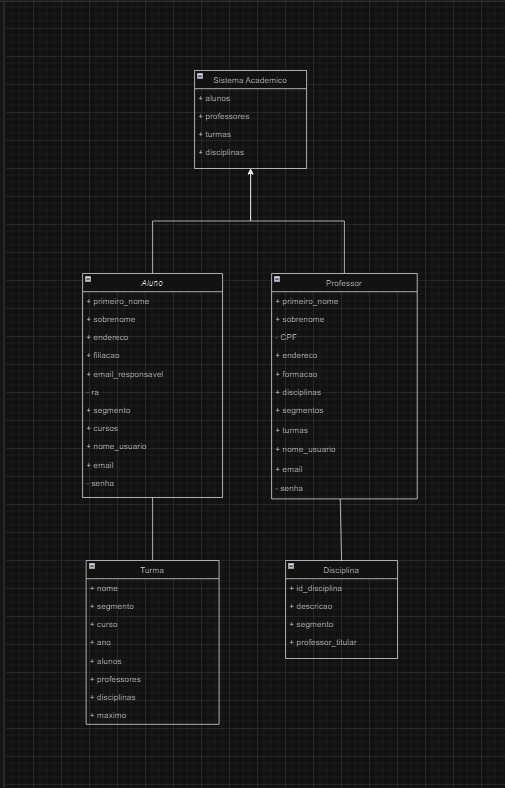 Sistema Academico
+ alunos
+ professores
+ turmas
+ disciplinas
Aluno
+ primeiro_nome
+ sobrenome
+ endereco
+ filiacao
+ email_responsavel
- ra
+ segmento
+ cursos
+ nome_usuario
+ email
- senha
Professor
+ primeiro_nome
+ sobrenome
- CPF
+ endereco
+ formacao
+ disciplinas
+ segmentos
+ turmas
+ nome_usuario
+ email
- senha
Turma
+ nome
+ segmento
+ curso
+ ano
+ alunos
+ professores
+ disciplinas
+ maximo
Disciplina
+ id_disciplina
+ descricao
+ segmento
+ professor_titular